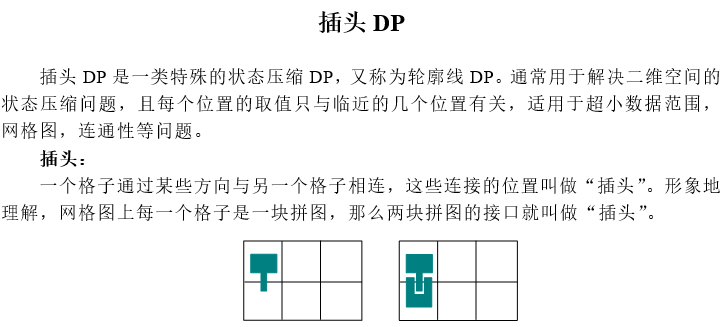 插头 DP
插头 DP 是一类特殊的状态压缩 DP，又称为轮廓线 DP。通常用于解决二维空间的
状态压缩问题，且每个位置的取值只与临近的几个位置有关，适用于超小数据范围，
网格图，连通性等问题。
插头：
一个格子通过某些方向与另一个格子相连，这些连接的位置叫做“插头”。形象地
理解，网格图上每一个格子是一块拼图，那么两块拼图的接口就叫做“插头”。